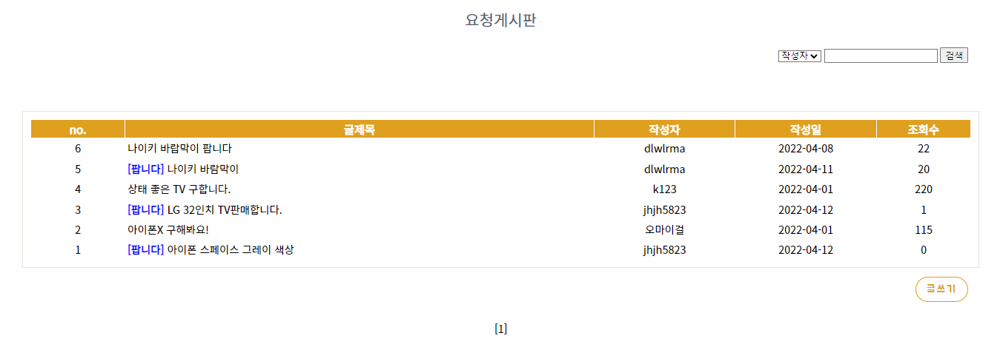 요청게시판
작성자 검색
no. 글제목 작성자 작성일 조회수
6 나이키 바랍막이 팝니다 dlwlrma 2022-04-08 22
5 [팝니다] 나이키 바람막이 dlwlrma 2022-04-11 20
4 상태 좋은 TV 구합니다. k123 2022-04-01 220
3 [팝니다] LG 32인치 TV판매합니다. jhjh5823 2022-04-12 1
2 아이폰X 구해봐요! 오마이걸 2022-04-01 115
1 [팝니다] 아이폰 스페이스 그레이 색상 jhjh5823 2022-04-12 0
글쓰기
[1]